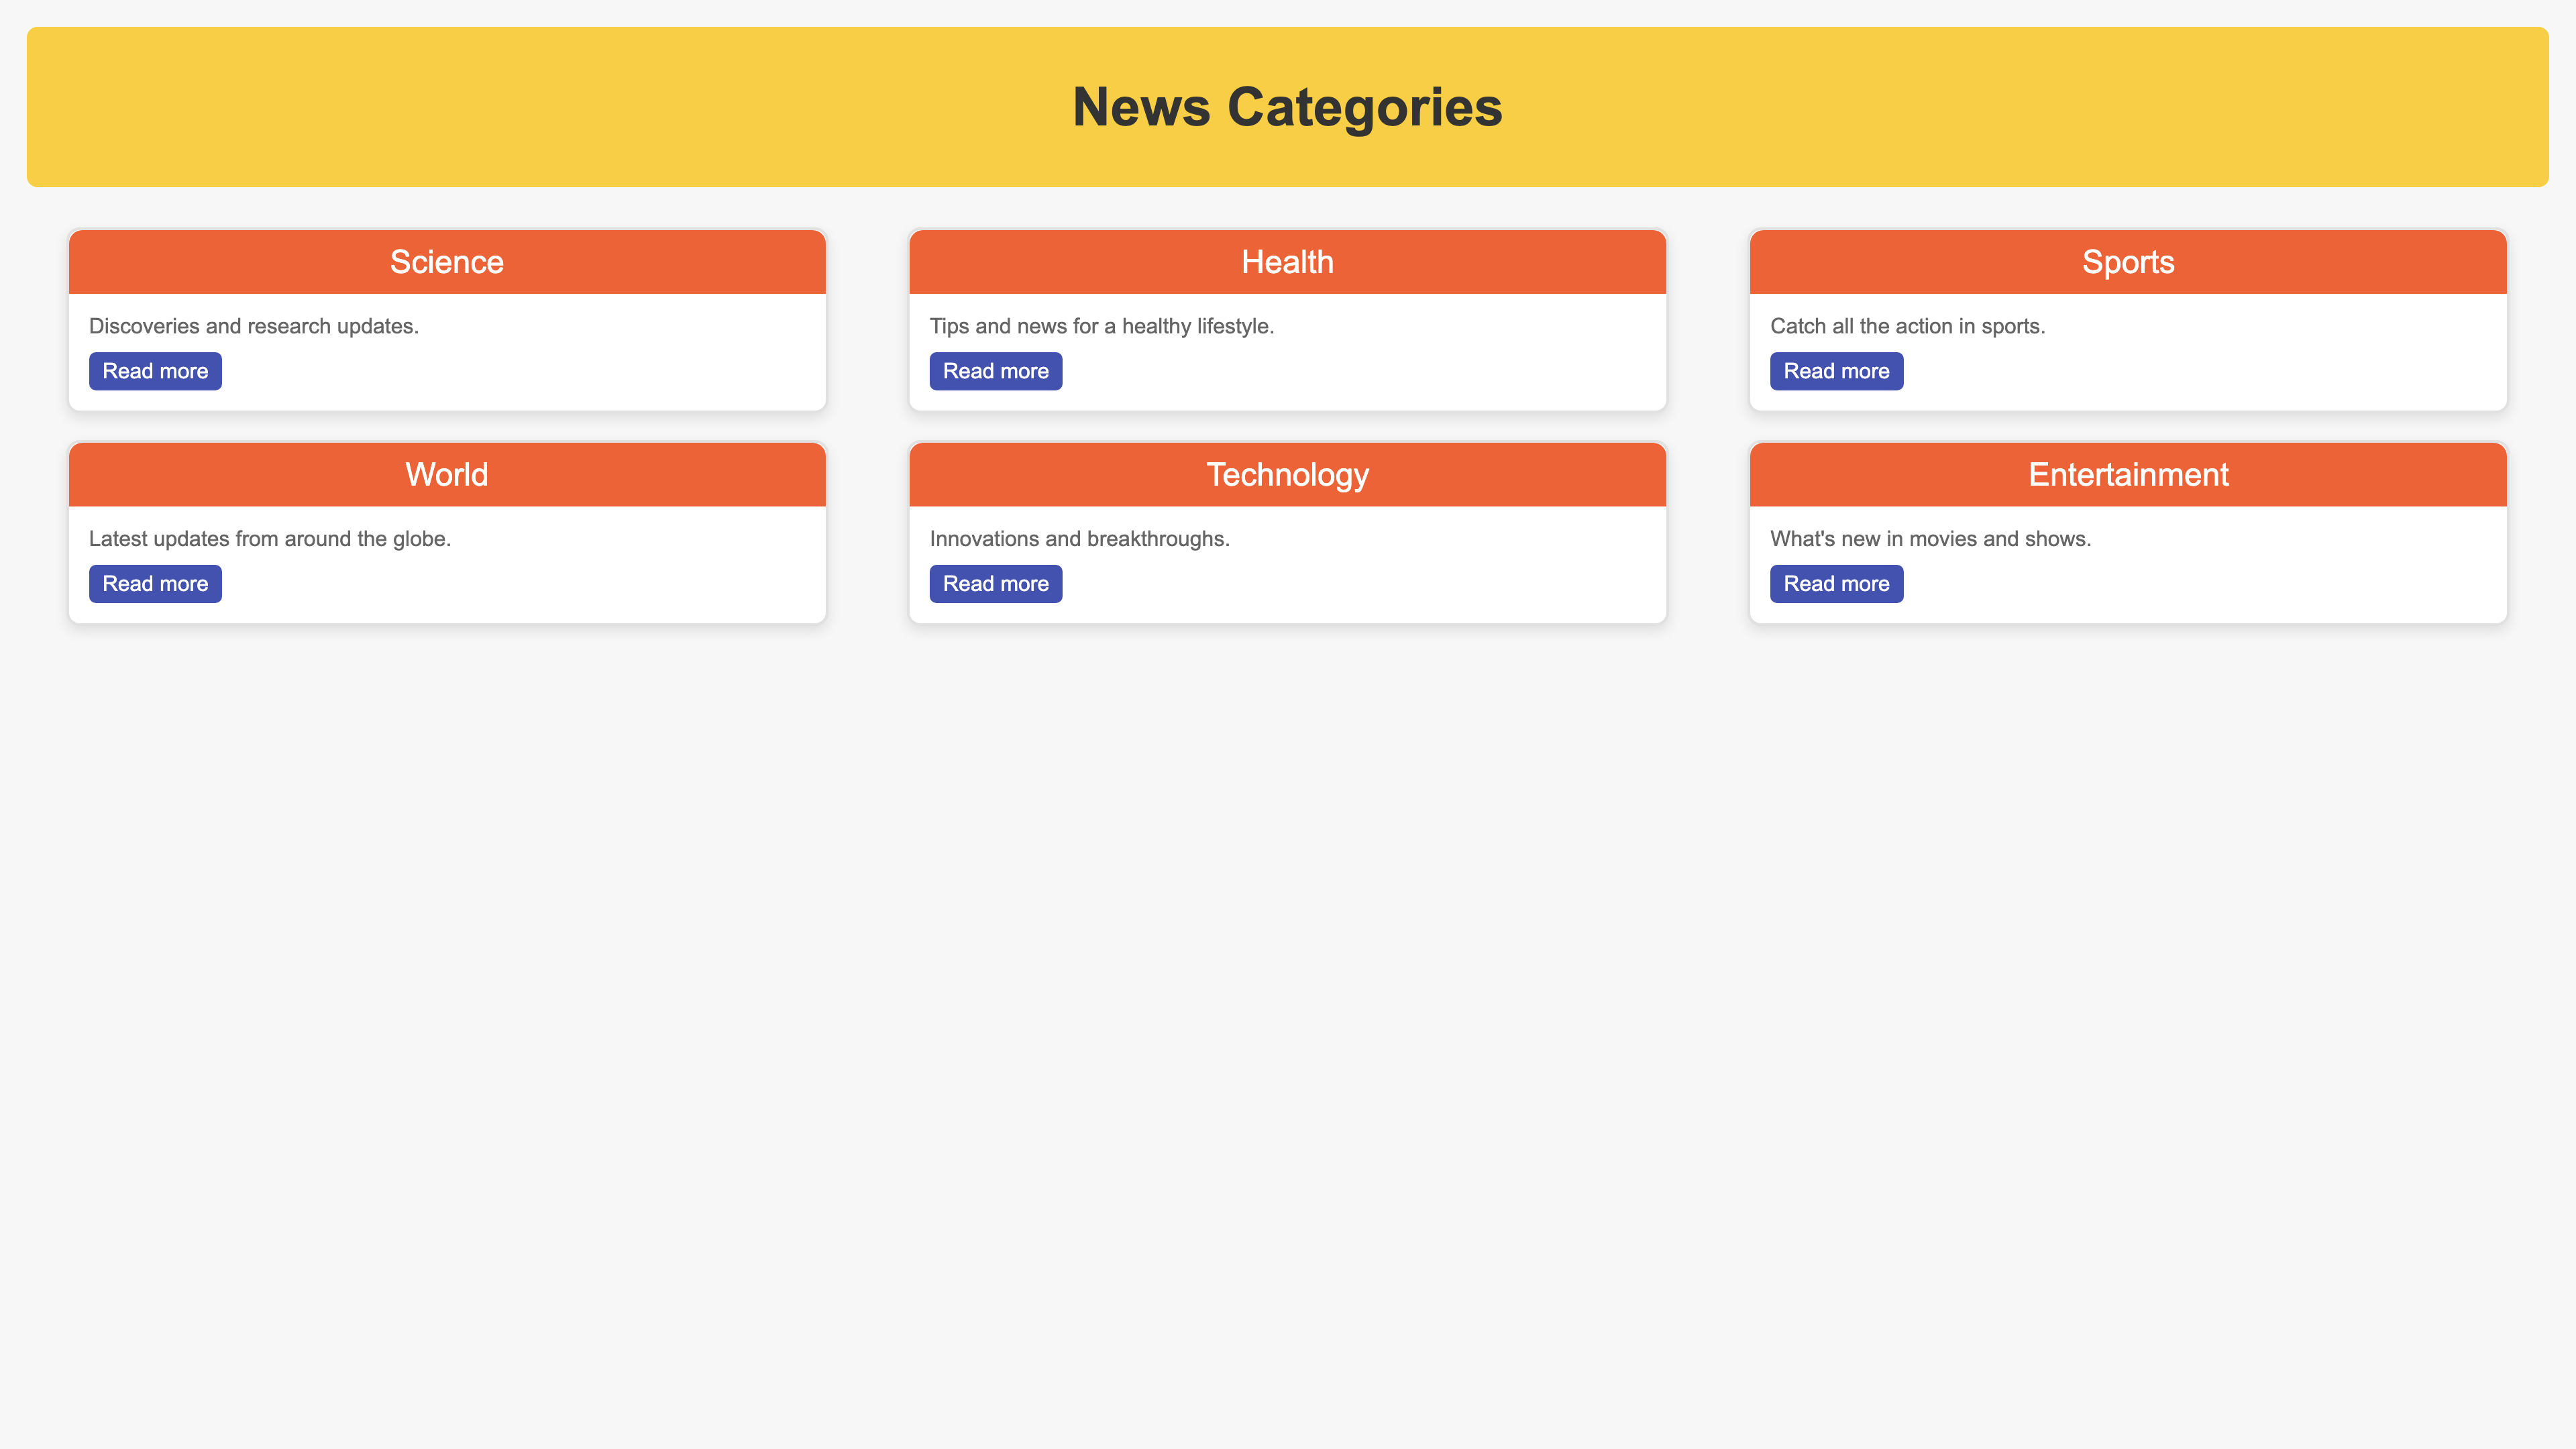 News Categories
Science
Discoveries and research updates.
Read more
Health
Tips and news for a healthy lifestyle.
Read more
Sports
Catch all the action in sports.
Read more
World
Latest updates from around the globe.
Read more
Technology
Innovations and breakthroughs.
Read more
Entertainment
What's new in movies and shows.
Read more